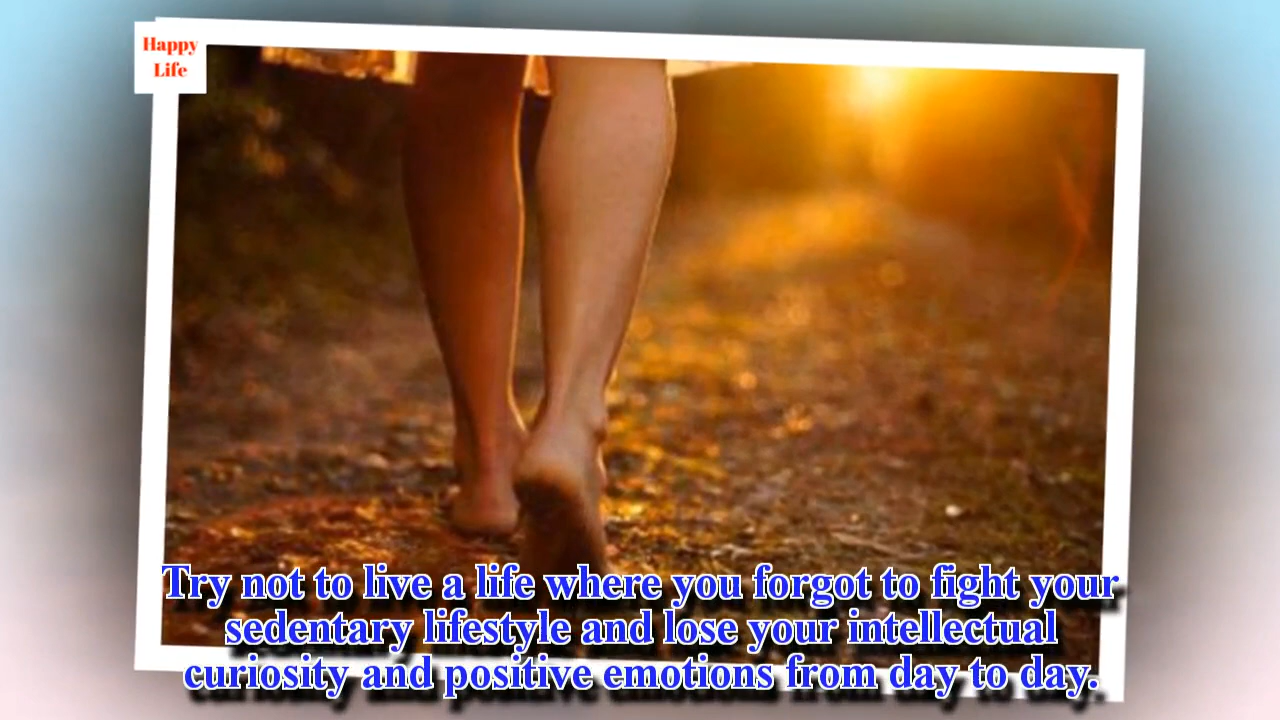 Happy
Life
Try not to live a life where you forgot to fight your
sedentary lifestyle and lose your intellectual
curiosity and positive emotions from day to day.